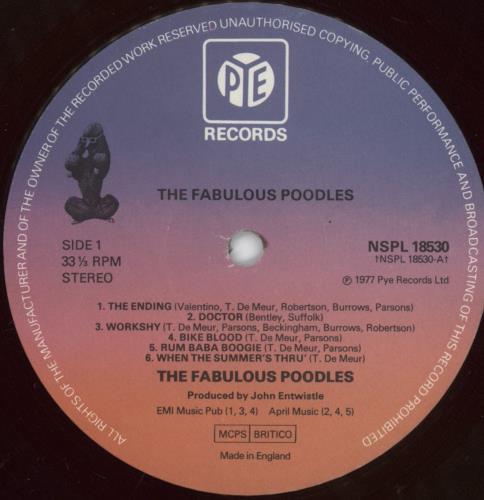 ALL RIGHTS OF THE MANUFACTURER AND OF THE OWNER OF THE RECORDED WORK RESERVED UNAUTHORISED COPYING, PUBLIC PERFORMANCE AND BROADCASTING OF THIS RECORD PROHIBITED
PYE
RECORDS
THE FABULOUS POODLES
SIDE 1
33 ⅓ RPM
STEREO
NSPL 18530
†NSPL 18530-A†
℗ 1977 Pye Records Ltd
1. THE ENDING (Valentino, T. De Meur, Robertson, Burrows, Parsons)
2. DOCTOR (Bentley, Suffolk)
3. WORKSHY (T. De Meur, Parsons, Beckingham, Burrows, Robertson)
4. BIKE BLOOD (T. De Meur)
5. RUM BABA BOOGIE (T. De Meur)
6. WHEN THE SUMMER'S THRU' (T. De Meur)
THE FABULOUS POODLES
Produced by John Entwistle
EMI Music Pub (1, 3, 4) April Music (2, 4, 5)
MCPS BRITICO
Made in England